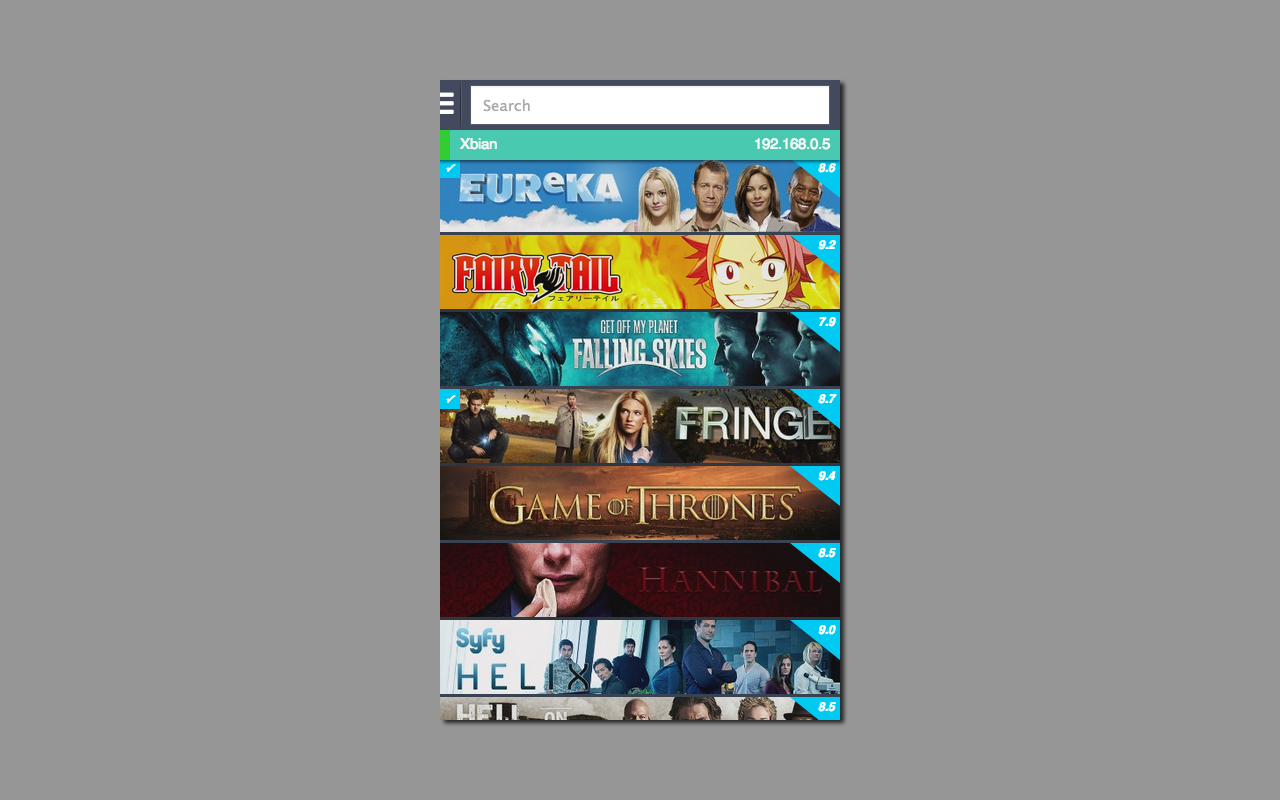 Search
Xbian 192.168.0.5
✔ 8.6
EUReKA
9.2
FAIRY TAIL
フェアリーテイル
7.9
GET OFF MY PLANET
FALLING SKIES
✔ 8.7
FRINGE
9.4
GAME OF THRONES
8.5
HANNIBAL
9.0
Syfy
HELIX
8.5
HELL ON